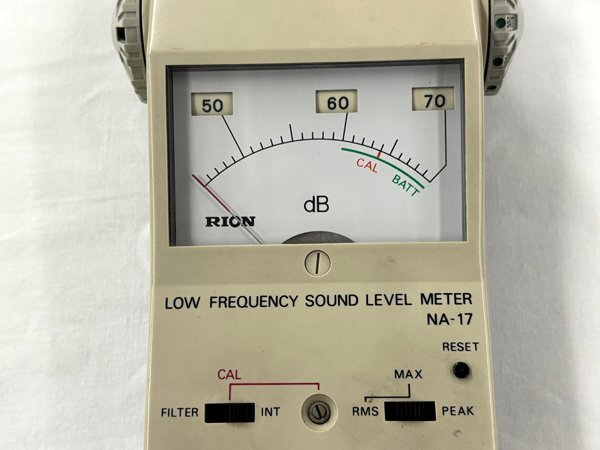 50 60 70
CAL
BATT
dB
RION
LOW FREQUENCY SOUND LEVEL METER
NA-17
RESET
CAL MAX
FILTER INT RMS PEAK